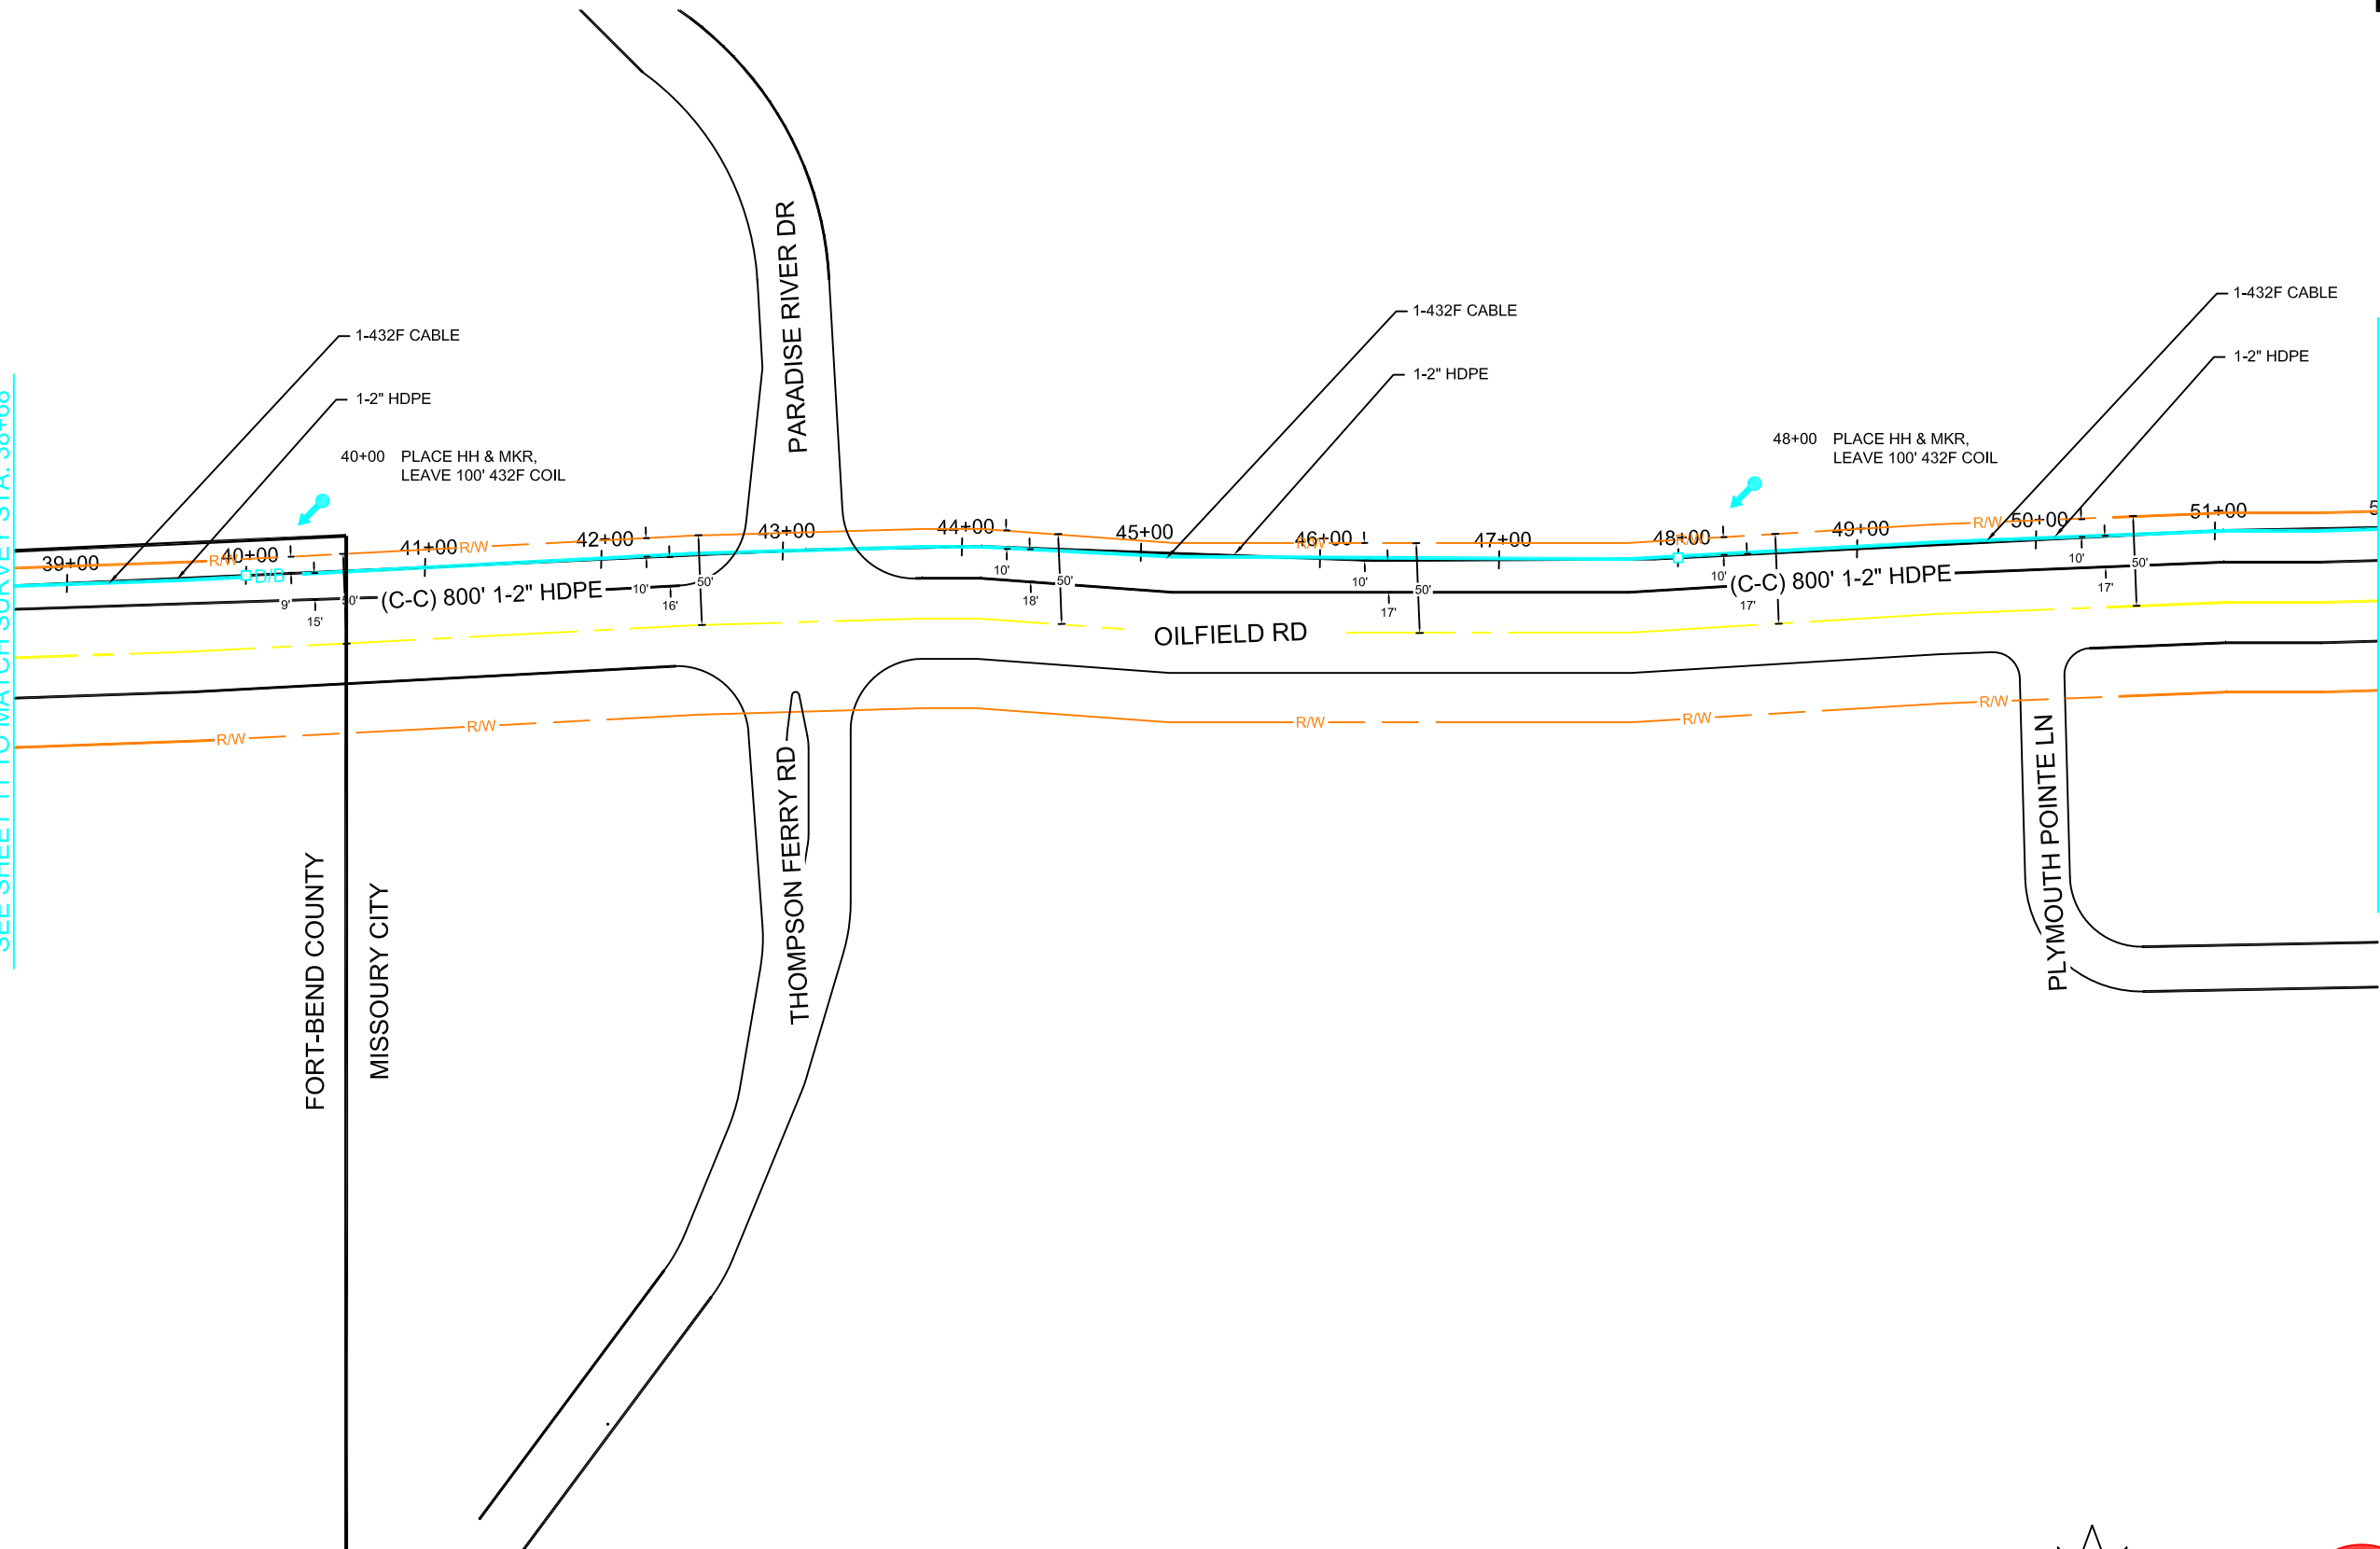 PARADISE RIVER DR
1-432F CABLE
1-2" HDPE
1-432F CABLE
1-2" HDPE
1-432F CABLE
1-2" HDPE
40+00 PLACE HH & MKR,
LEAVE 100' 432F COIL
48+00 PLACE HH & MKR,
LEAVE 100' 432F COIL
39+00
40+00
41+00
42+00
43+00
44+00
45+00
46+00
47+00
48+00
49+00
50+00
51+00
R/W
R/W
R/W
R/W
R/W
D/B
(C-C) 800' 1-2" HDPE
(C-C) 800' 1-2" HDPE
9'
15'
50'
10'
16'
50'
10'
18'
50'
10'
17'
50'
10'
17'
10'
17'
50'
OILFIELD RD
R/W
R/W
R/W
R/W
R/W
THOMPSON FERRY RD
PLYMOUTH POINTE LN
FORT-BEND COUNTY
MISSOURY CITY
TO MATCH SURVEY STA.